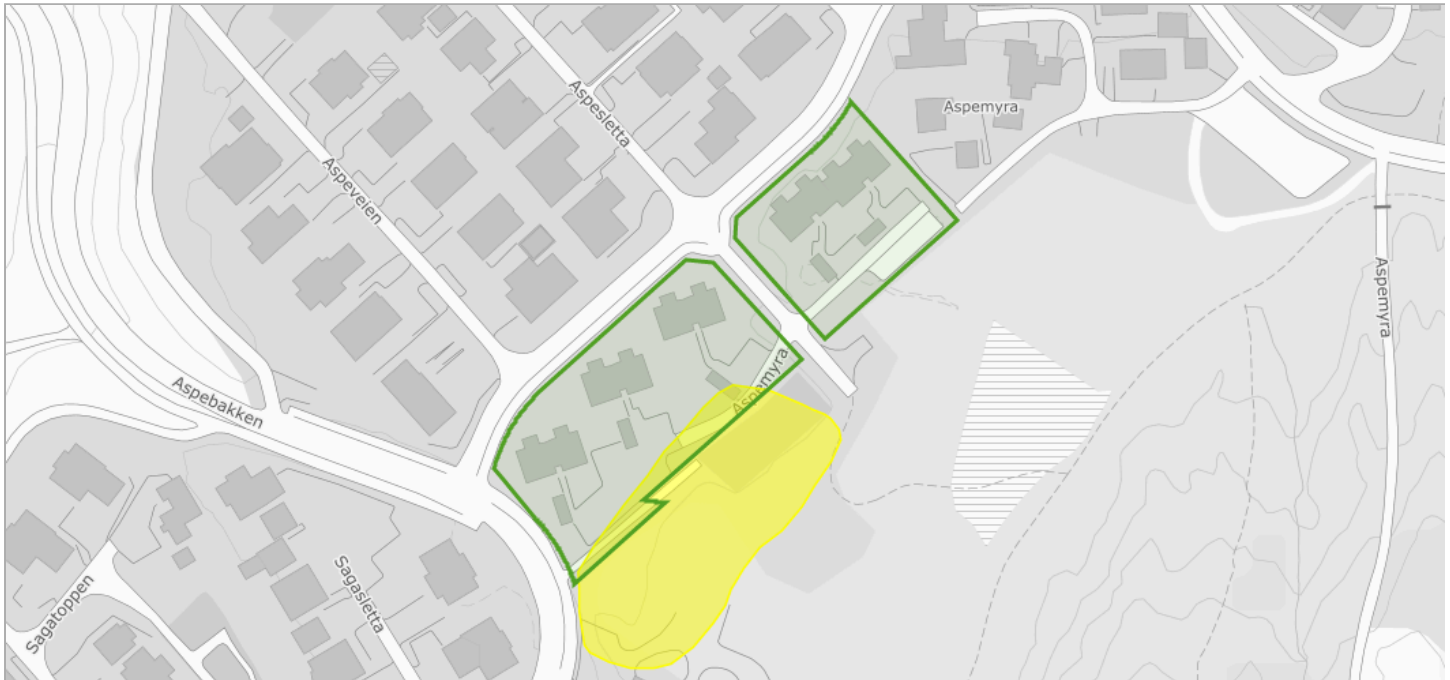 Aspesletta
Aspemyra
Aspeveien
Aspemyra
Aspemyra
Aspebakken
Sagatoppen
Sagasletta